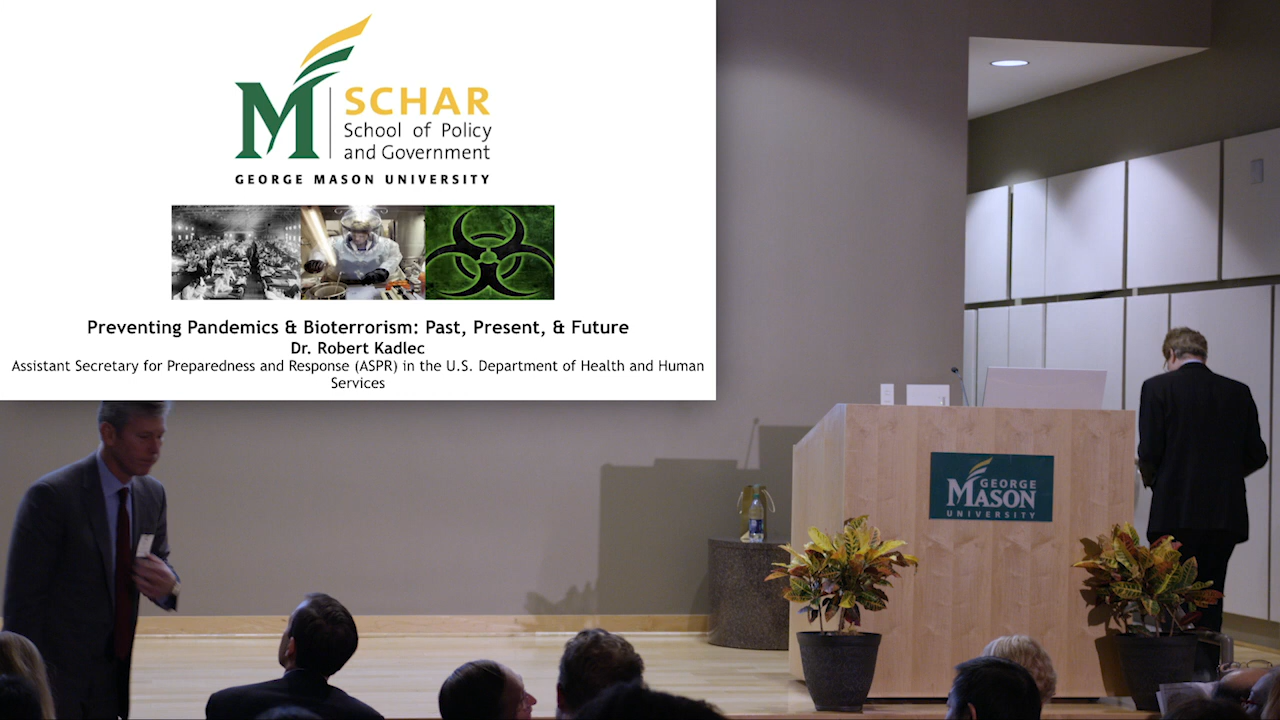 SCHAR
School of Policy
and Government
GEORGE MASON UNIVERSITY
Preventing Pandemics & Bioterrorism: Past, Present, & Future
Dr. Robert Kadlec
Assistant Secretary for Preparedness and Response (ASPR) in the U.S. Department of Health and Human
Services
GEORGE
MASON
UNIVERSITY